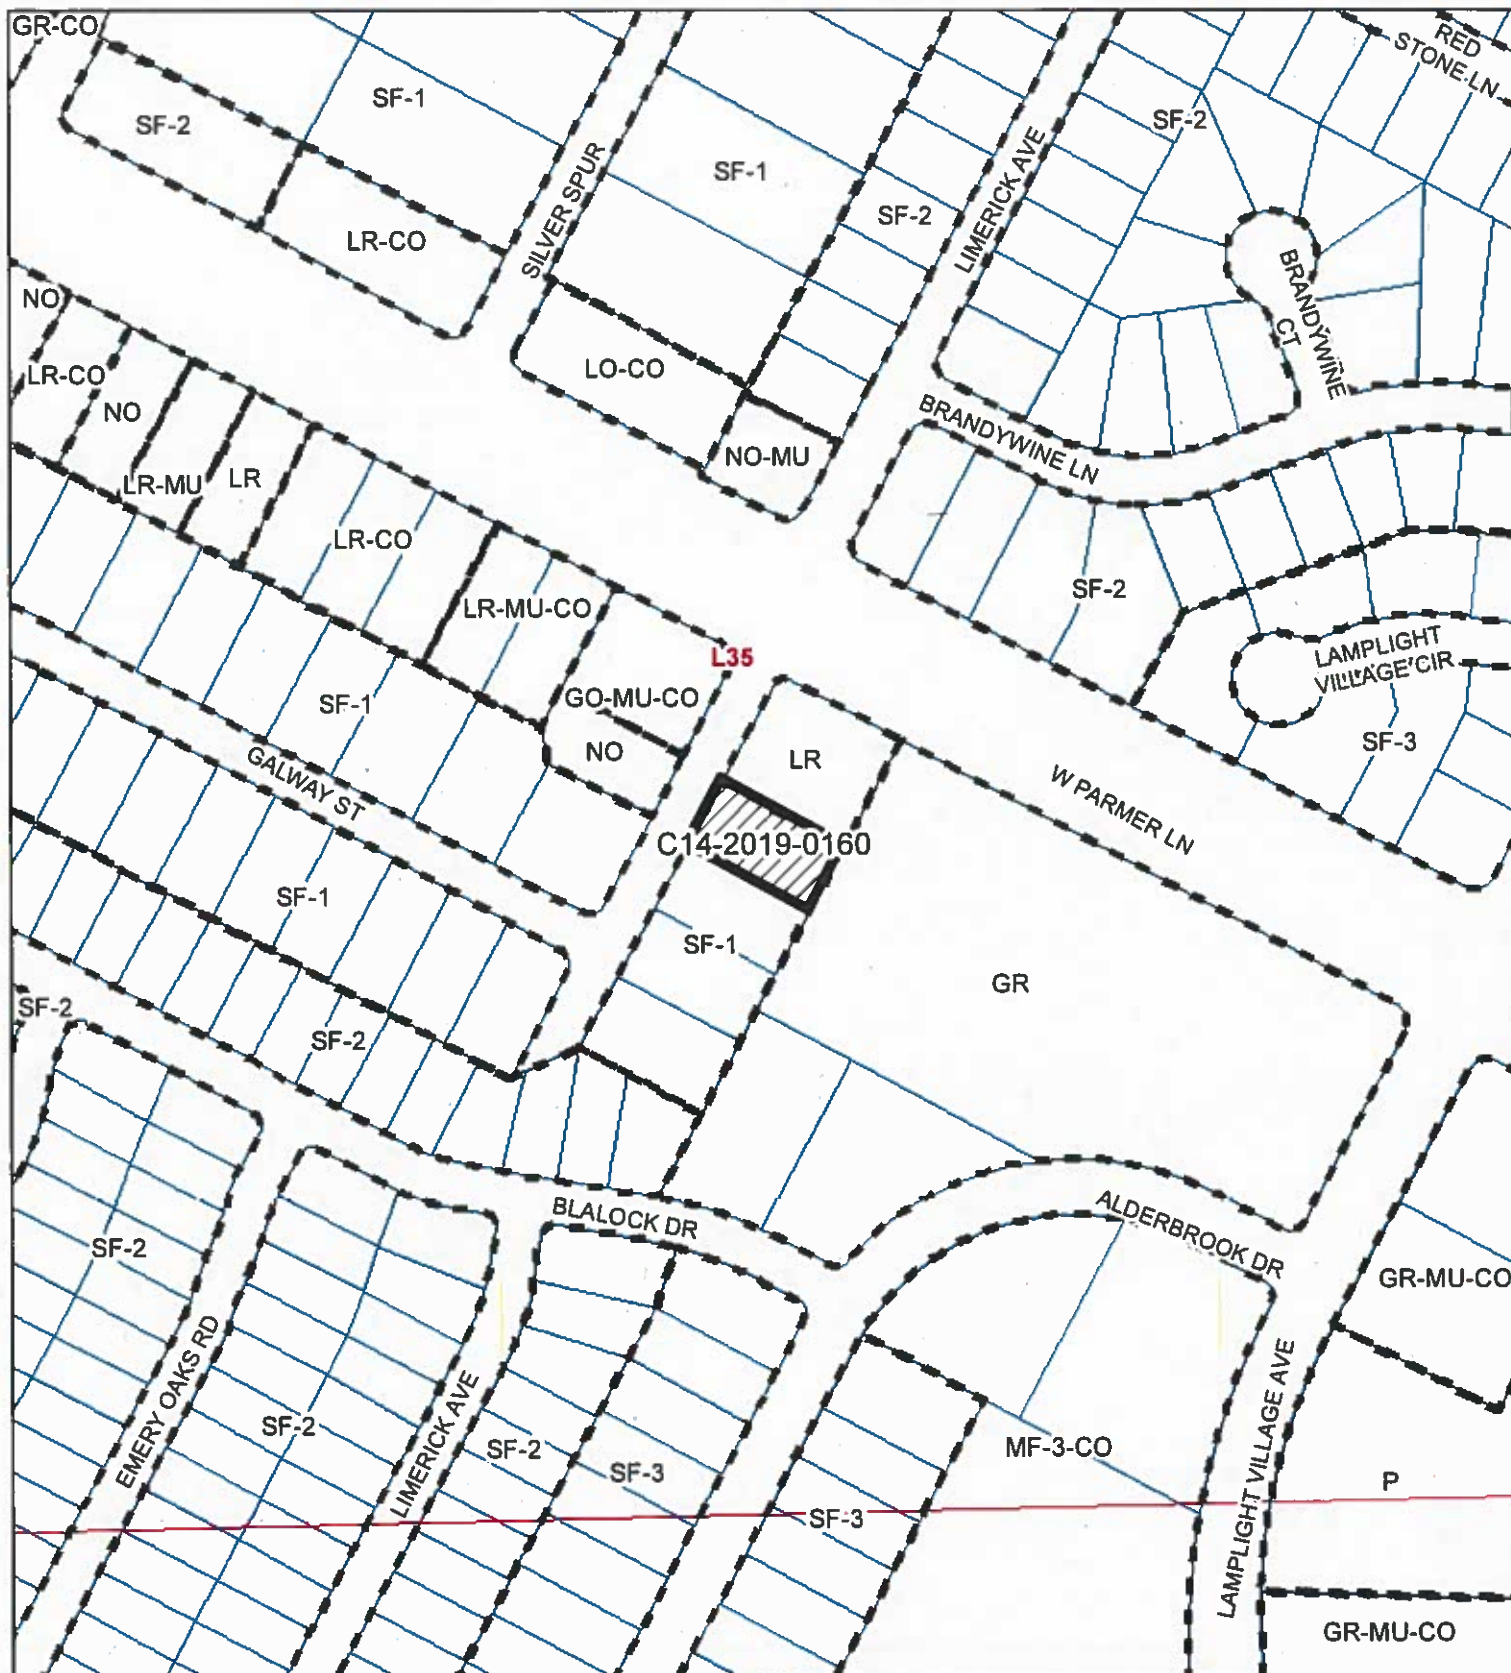 GR-CO
RED
STONE LN
SF-1
SF-2
SF-2
SF-1
SILVER SPUR
LIMERICK AVE
SF-2
LR-CO
BRANDYWINE
CT
NO
LR-CO
LO-CO
NO
BRANDYWINE LN
NO-MU
LR-MU
LR
LR-CO
SF-2
LR-MU-CO
LAMPLIGHT
VILLAGE CIR
L35
GO-MU-CO
SF-1
SF-3
NO
LR
GALWAY ST
W PARMER LN
C14-2019-0160
SF-1
SF-1
GR
SF-2
SF-2
BLALOCK DR
ALDERBROOK DR
SF-2
GR-MU-CO
EMERY OAKS RD
LIMERICK AVE
LAMPLIGHT VILLAGE AVE
SF-2
SF-2
SF-3
MF-3-CO
P
SF-3
GR-MU-CO